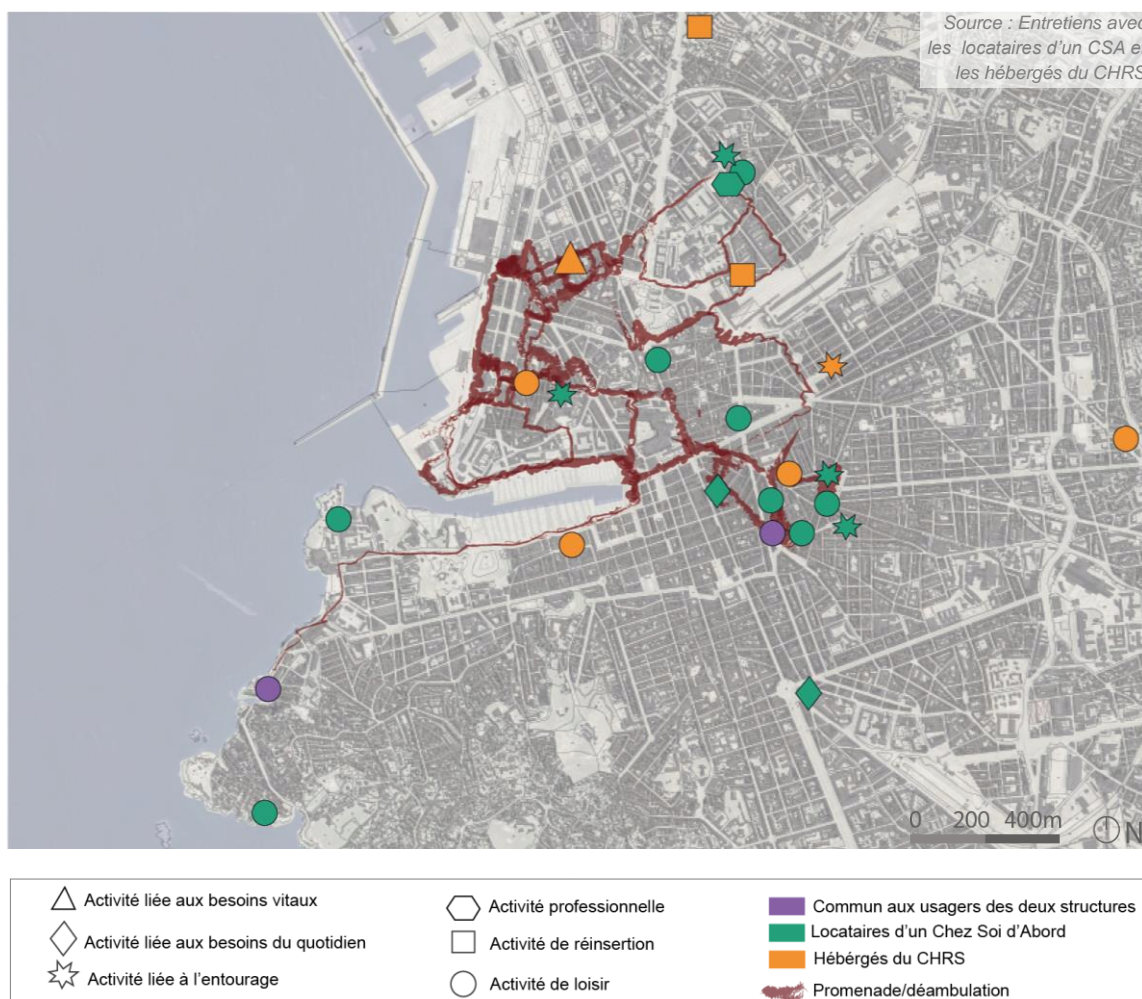 Source : Entretiens avec
les locataires d'un CSA e
les hébergés du CHRS
0 200 400m
N
Activité liée aux besoins vitaux
Activité liée aux besoins du quotidien
Activité liée à l'entourage
Activité professionnelle
Activité de réinsertion
Activité de loisir
Commun aux usagers des deux structures
Locataires d'un Chez Soi d'Abord
Hébérgés du CHRS
Promenade/déambulation